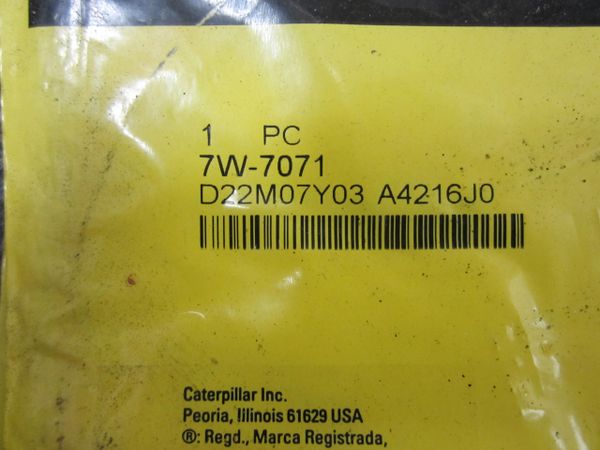 1 PC
7W-7071
D22M07Y03 A4216J0
Caterpillar Inc.
Peoria, Illinois 61629 USA
®: Regd., Marca Registrada,